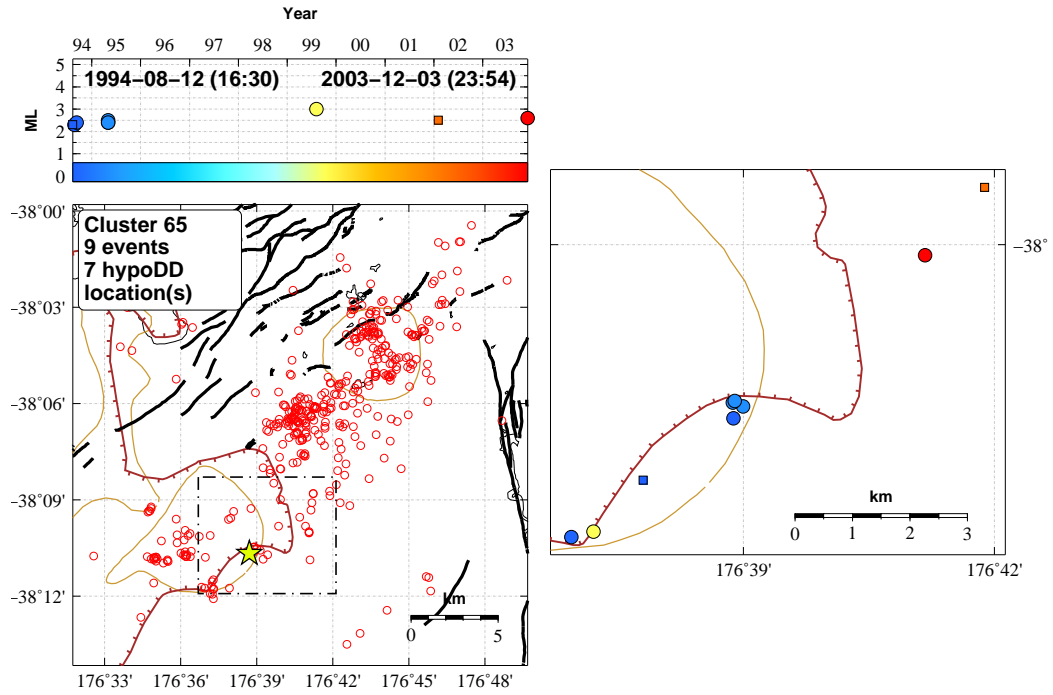 Year
94 95 96 97 98 99 00 01 02 03
ML
5
4
3
2
1
0
1994−08−12 (16:30) 2003−12−03 (23:54)
−38°00'
−38°03'
−38°06'
−38°09'
−38°12'
Cluster 65
9 events
7 hypoDD
location(s)
km
0 5
176°33' 176°36' 176°39' 176°42' 176°45' 176°48'
−38°
km
0 1 2 3
176°39' 176°42'